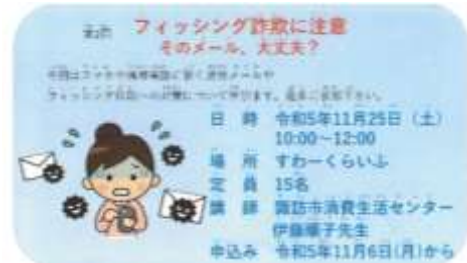 フィッシング詐欺に注意
そのメール、大丈夫？
日 時 令和5年11月25日（土）
10:00～12:00
場 所 すわーくらいふ
定 員 15名
講 師 諏訪市消費生活センター
伊藤順子先生
申込み 令和5年11月6日(月)から